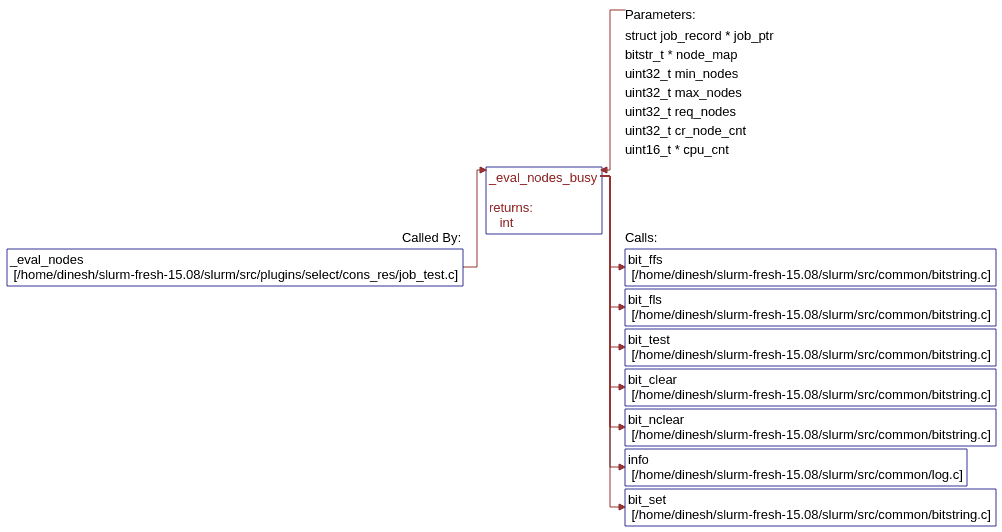 Parameters:
struct job_record * job_ptr
bitstr_t * node_map
uint32_t min_nodes
uint32_t max_nodes
uint32_t req_nodes
uint32_t cr_node_cnt
uint16_t * cpu_cnt
_eval_nodes_busy
returns:
int
Called By:
_eval_nodes
[/home/dinesh/slurm-fresh-15.08/slurm/src/plugins/select/cons_res/job_test.c]
Calls:
bit_ffs
[/home/dinesh/slurm-fresh-15.08/slurm/src/common/bitstring.c]
bit_fls
[/home/dinesh/slurm-fresh-15.08/slurm/src/common/bitstring.c]
bit_test
[/home/dinesh/slurm-fresh-15.08/slurm/src/common/bitstring.c]
bit_clear
[/home/dinesh/slurm-fresh-15.08/slurm/src/common/bitstring.c]
bit_nclear
[/home/dinesh/slurm-fresh-15.08/slurm/src/common/bitstring.c]
info
[/home/dinesh/slurm-fresh-15.08/slurm/src/common/log.c]
bit_set
[/home/dinesh/slurm-fresh-15.08/slurm/src/common/bitstring.c]